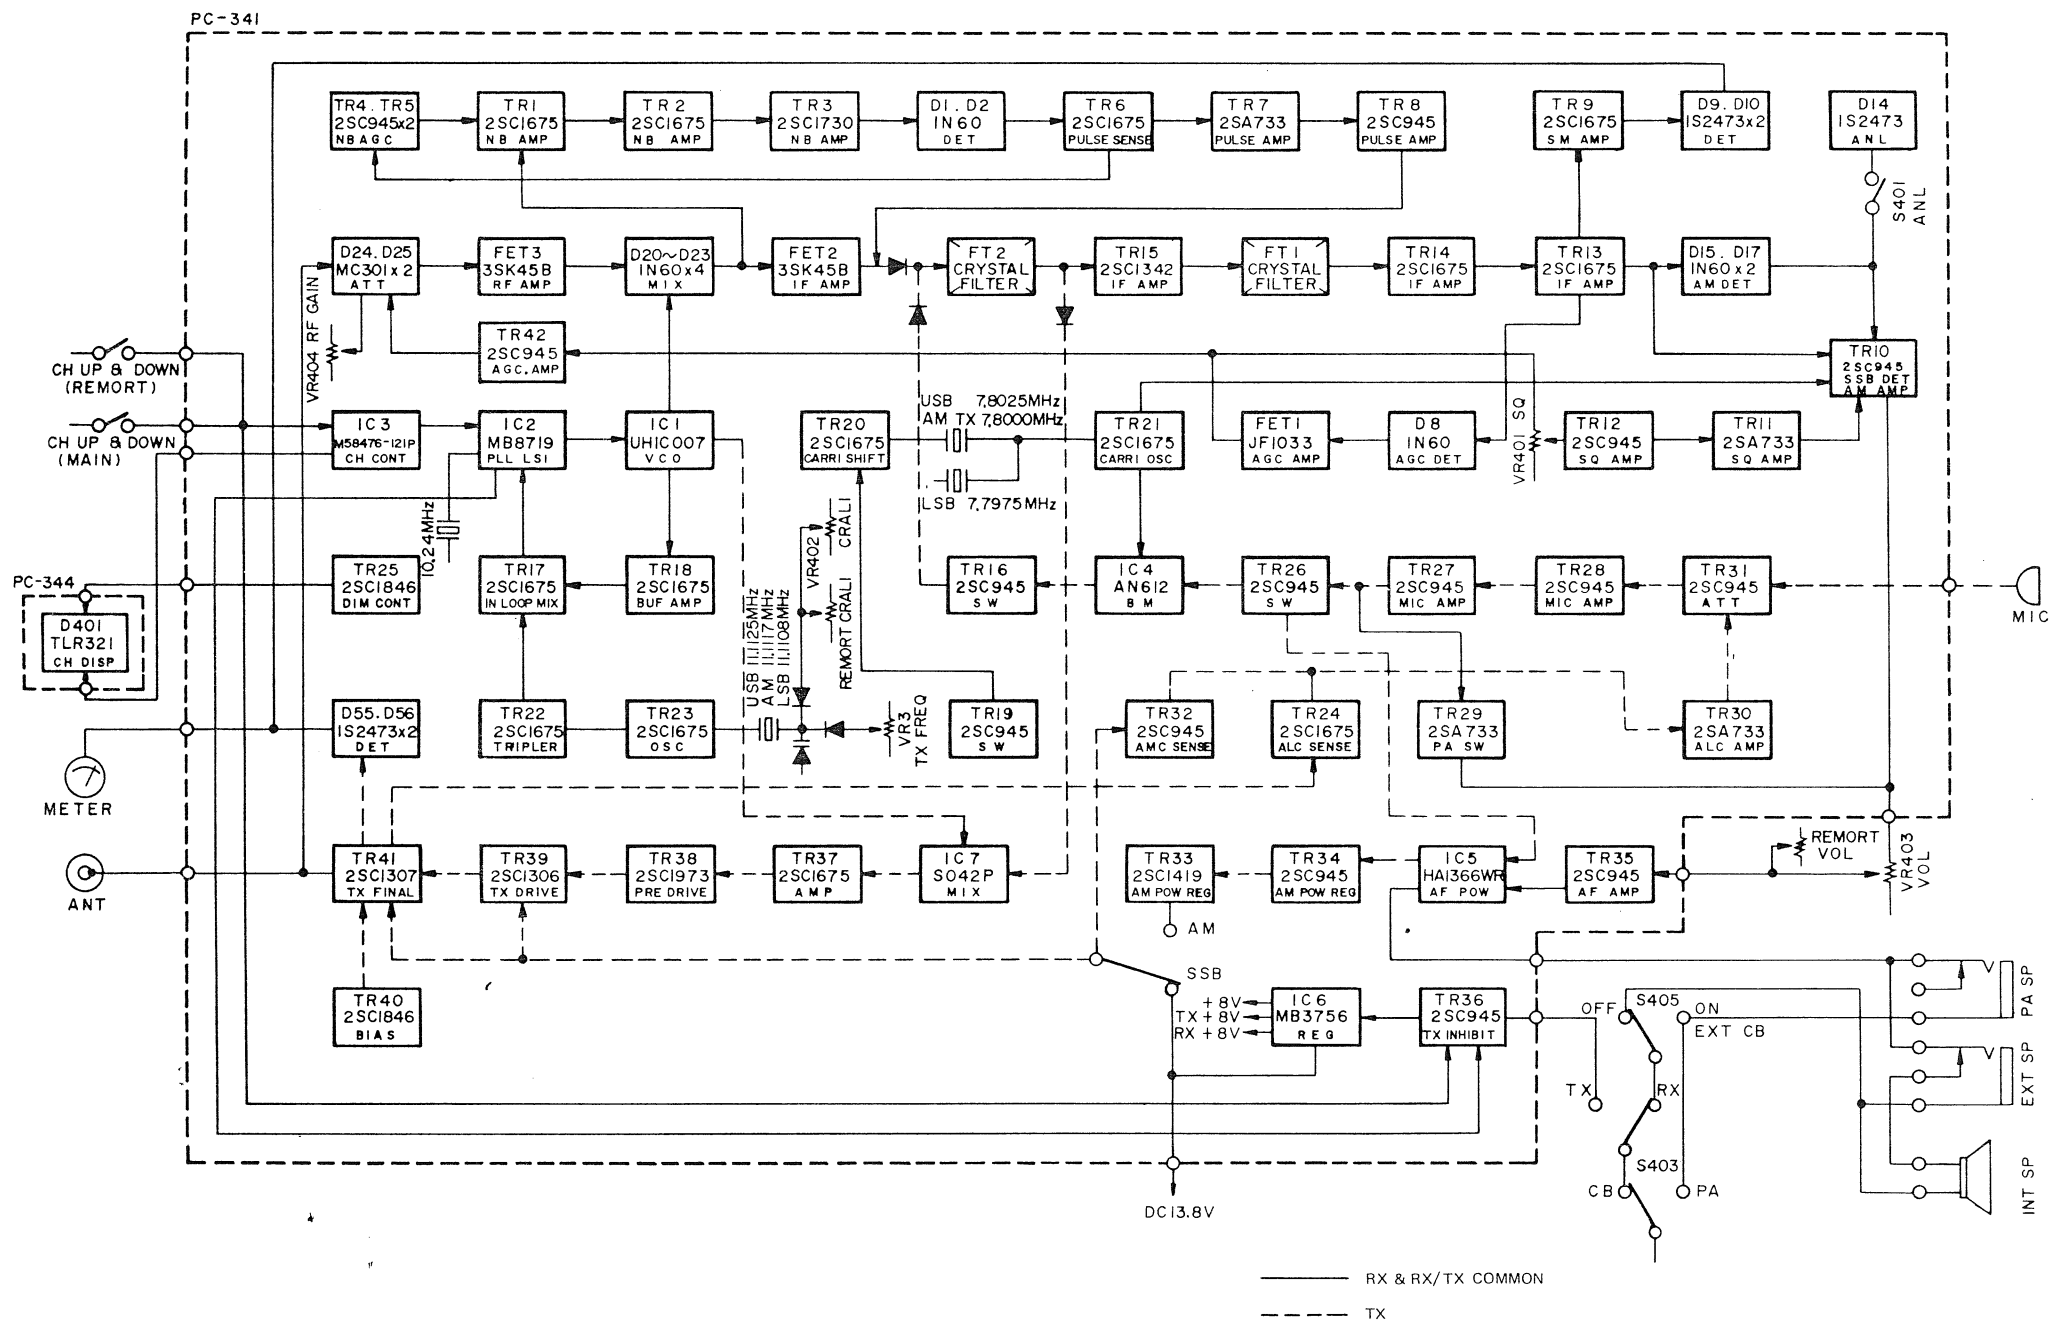 PC-341
TR4. TR5
2SC945x2
NB AGC
TR1
2SC1675
NB AMP
TR2
2SC1675
NB AMP
TR3
2SC1730
NB AMP
D1. D2
1N60
DET
TR6
2SC1675
PULSE SENSE
TR7
2SA733
PULSE AMP
TR8
2SC945
PULSE AMP
TR9
2SC1675
SM AMP
D9. D10
1S2473x2
DET
D14
1S2473
ANL
S401
ANL
D24. D25
MC301x2
ATT
FET3
3SK45B
RF AMP
D20~D23
1N60x4
MIX
FET2
3SK45B
IF AMP
FT2
CRYSTAL
FILTER
TR15
2SC1342
IF AMP
FT1
CRYSTAL
FILTER
TR14
2SC1675
IF AMP
TR13
2SC1675
IF AMP
D15. D17
1N60x2
AM DET
VR404 RF GAIN
TR42
2SC945
AGC. AMP
CH UP & DOWN
(REMORT)
TR10
2SC945
SSB DET
AM AMP
CH UP & DOWN
(MAIN)
IC3
M58476-121P
CH CONT
IC2
MB8719
PLL LSI
IC1
UHIC007
VCO
TR20
2SC1675
CARRI SHIFT
USB 7.8025MHz
AM TX 7.8000MHz
LSB 7.7975MHz
TR21
2SC1675
CARRI OSC
FET1
JF1033
AGC AMP
D8
1N60
AGC DET
VR401 SQ
TR12
2SC945
SQ AMP
TR11
2SA733
SQ AMP
10.24MHz
VR402
CRALI
REMORT CRALI
PC-344
D401
TLR321
CH DISP
TR25
2SC1846
DIM CONT
TR17
2SC1675
IN LOOP MIX
TR18
2SC1675
BUF AMP
TR16
2SC945
SW
IC4
AN612
BM
TR26
2SC945
SW
TR27
2SC945
MIC AMP
TR28
2SC945
MIC AMP
TR31
2SC945
ATT
MIC
USB 11.1125MHz
AM 11.1117MHz
LSB 11.1108MHz
D55. D56
1S2473x2
DET
TR22
2SC1675
TRIPLER
TR23
2SC1675
OSC
VR3
TX FREQ
TR19
2SC945
SW
TR32
2SC945
AMC SENSE
TR24
2SC1675
ALC SENSE
TR29
2SA733
PA SW
TR30
2SA733
ALC AMP
METER
ANT
TR41
2SC1307
TX FINAL
TR39
2SC1306
TX DRIVE
TR38
2SC1973
PRE DRIVE
TR37
2SC1675
AMP
IC7
SO42P
MIX
TR33
2SC1419
AM POW REG
TR34
2SC945
AM POW REG
IC5
HA1366WR
AF POW
TR35
2SC945
AF AMP
REMORT
VOL
VR403
VOL
AM
SSB
TR40
2SC1846
BIAS
+8V
TX+8V
RX+8V
IC6
MB3756
REG
TR36
2SC945
TX INHIBIT
OFF
S405
ON
EXT CB
PA SP
EXT SP
TX
RX
S403
CB
PA
INT SP
DC13.8V
RX & RX/TX COMMON
TX